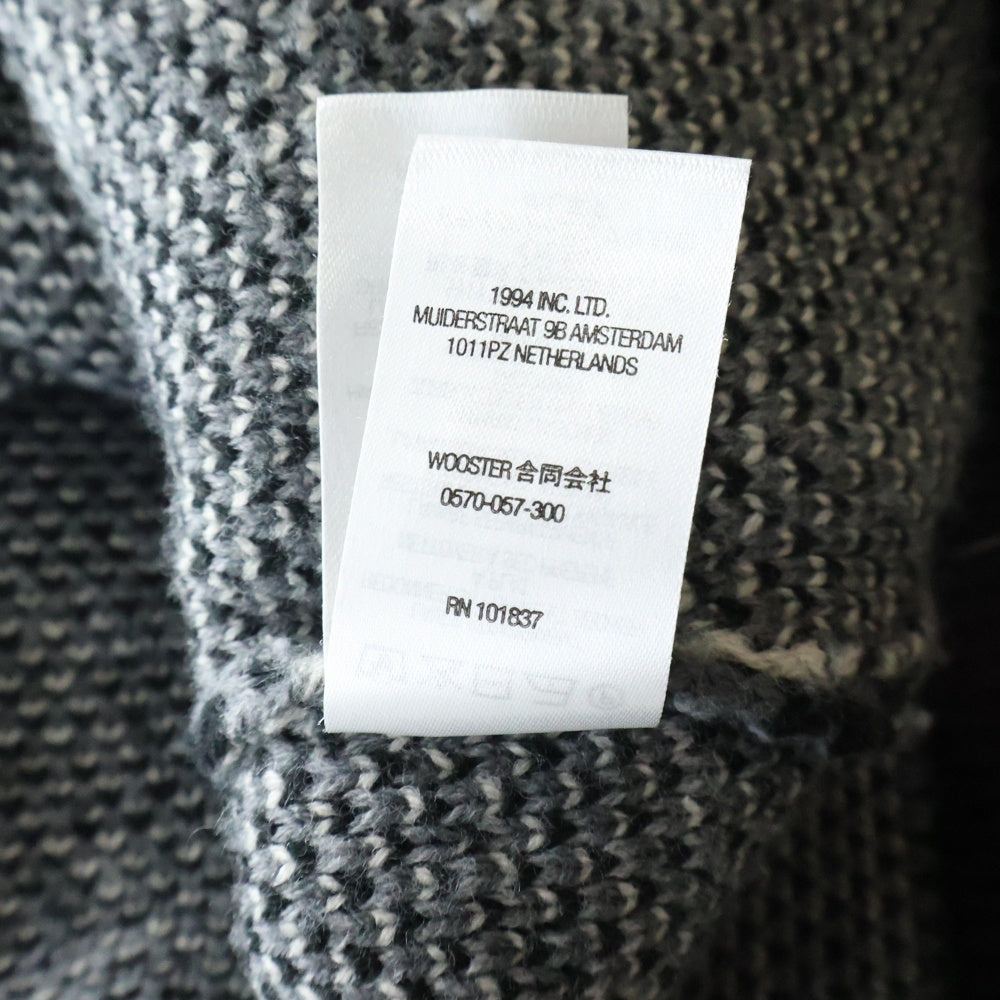 1994 INC. LTD.
MUIDERSTRAAT 9B AMSTERDAM
1011PZ NETHERLANDS
WOOSTER 合同会社
0570-057-300
RN 101837